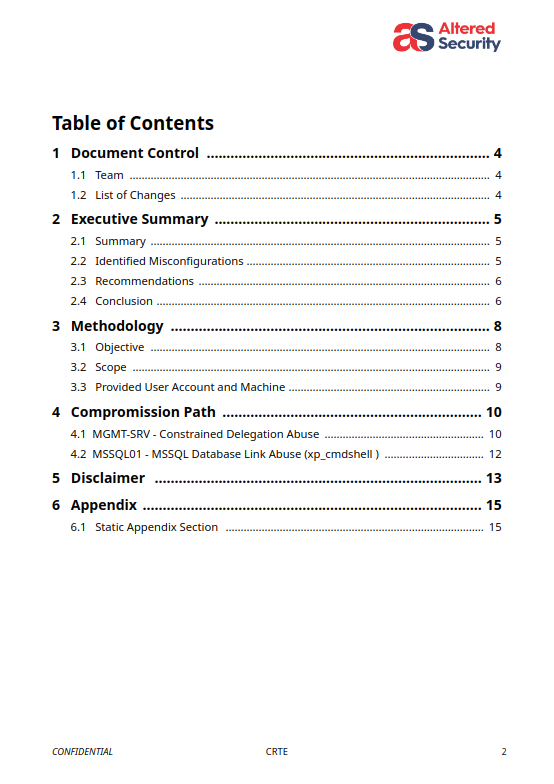 Altered
Security
Table of Contents
1 Document Control ........................................ 4
1.1 Team ........................................ 4
1.2 List of Changes ........................................ 4
2 Executive Summary ........................................ 5
2.1 Summary ........................................ 5
2.2 Identified Misconfigurations ........................................ 5
2.3 Recommendations ........................................ 6
2.4 Conclusion ........................................ 6
3 Methodology ........................................ 8
3.1 Objective ........................................ 8
3.2 Scope ........................................ 9
3.3 Provided User Account and Machine ........................................ 9
4 Compromission Path ........................................ 10
4.1 MGMT-SRV - Constrained Delegation Abuse ........................................ 10
4.2 MSSQL01 - MSSQL Database Link Abuse (xp_cmdshell ) ........................................ 12
5 Disclaimer ........................................ 13
6 Appendix ........................................ 15
6.1 Static Appendix Section ........................................ 15
CONFIDENTIAL CRTE 2